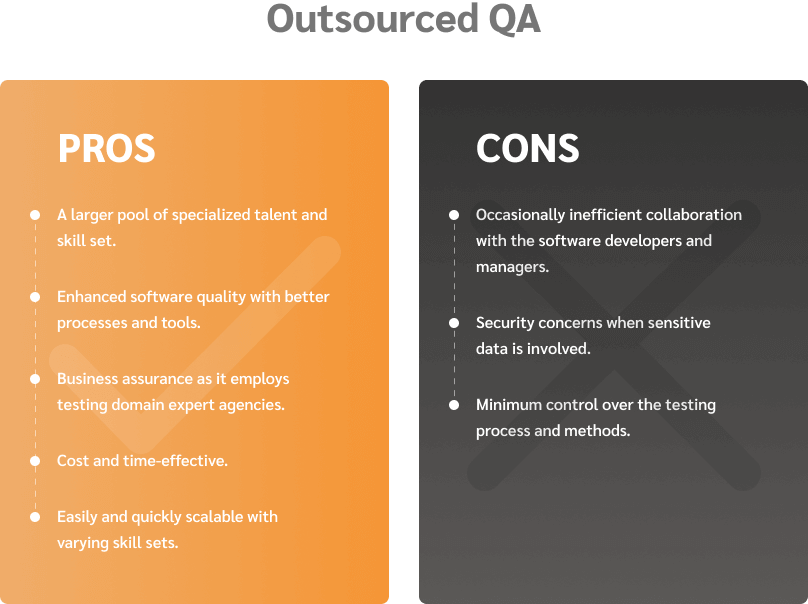 Outsourced QA
PROS
A larger pool of specialized talent and
skill set.
Enhanced software quality with better
processes and tools.
Business assurance as it employs
testing domain expert agencies.
Cost and time-effective.
Easily and quickly scalable with
varying skill sets.
CONS
Occasionally inefficient collaboration
with the software developers and
managers.
Security concerns when sensitive
data is involved.
Minimum control over the testing
process and methods.